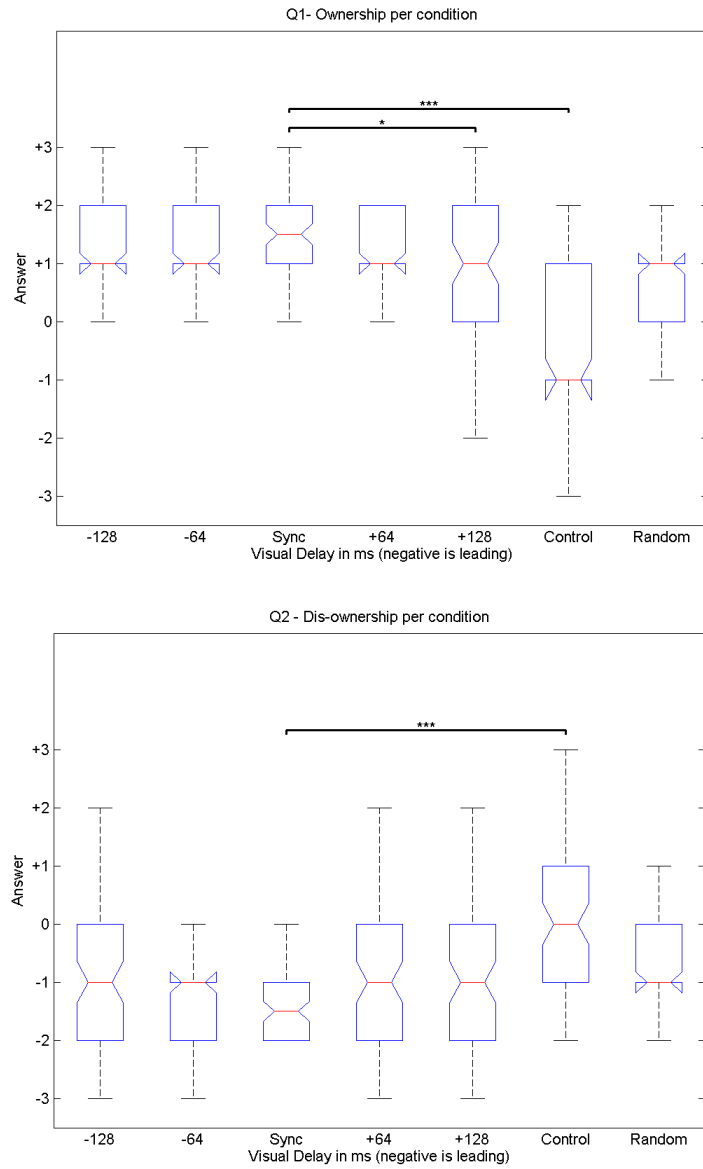 Q1- Ownership per condition
***
*
+3
+2
+1
0
-1
-2
-3
Answer
-128 -64 Sync +64 +128 Control Random
Visual Delay in ms (negative is leading)
Q2 - Dis-ownership per condition
***
+3
+2
+1
0
-1
-2
-3
Answer
-128 -64 Sync +64 +128 Control Random
Visual Delay in ms (negative is leading)